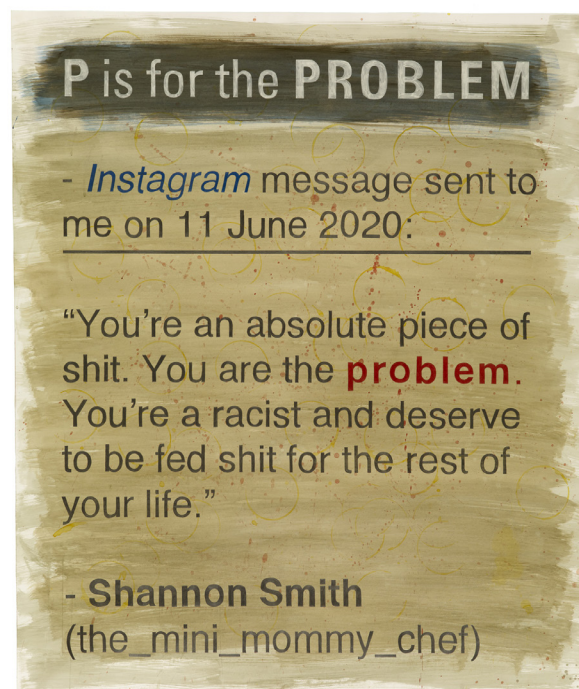 P is for the PROBLEM
- Instagram message sent to
me on 11 June 2020:
“You’re an absolute piece of
shit. You are the problem.
You’re a racist and deserve
to be fed shit for the rest of
your life.”
- Shannon Smith
(the_mini_mommy_chef)